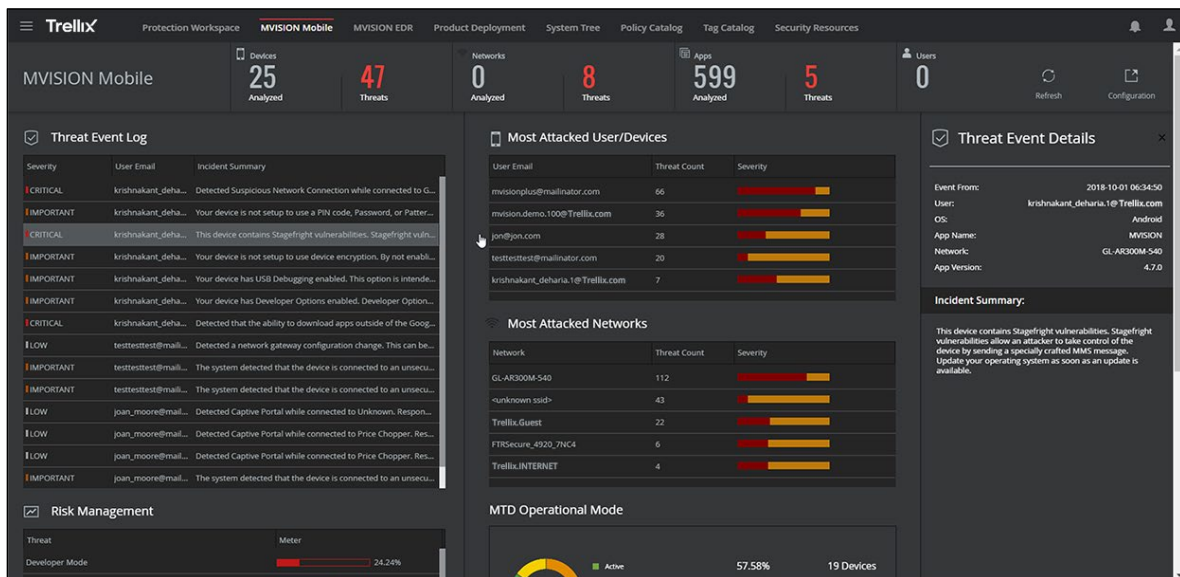 Trellix Protection Workspace MVISION Mobile MVISION EDR Product Deployment System Tree Policy Catalog Tag Catalog Security Resources
MVISION Mobile
Devices
25
Analyzed
47
Threats
Networks
0
Analyzed
8
Threats
Apps
599
Analyzed
5
Threats
Users
0
Refresh
Configuration
Threat Event Log
Severity User Email Incident Summary
CRITICAL krishnakant_deha... Detected Suspicious Network Connection while connected to G...
IMPORTANT krishnakant_deha... Your device is not setup to use a PIN code, Password, or Patter...
CRITICAL krishnakant_deha... This device contains Stagefright vulnerabilities. Stagefright vuln...
IMPORTANT krishnakant_deha... Your device is not setup to use device encryption. By not enabli...
IMPORTANT krishnakant_deha... Your device has USB Debugging enabled. This option is intende...
IMPORTANT krishnakant_deha... Your device has Developer Options enabled. Developer Option...
CRITICAL krishnakant_deha... Detected that the ability to download apps outside of the Goog...
LOW testtesttest@maili... Detected a network gateway configuration change. This can be...
IMPORTANT testtesttest@maili... The system detected that the device is connected to an unsecu...
IMPORTANT testtesttest@maili... The system detected that the device is connected to an unsecu...
LOW joan_moore@mail... Detected Captive Portal while connected to Unknown. Respon...
LOW joan_moore@mail... Detected Captive Portal while connected to Price Chopper. Res...
LOW joan_moore@mail... Detected Captive Portal while connected to Price Chopper. Res...
IMPORTANT joan_moore@mail... The system detected that the device is connected to an unsecu...
Risk Management
Threat Meter
Developer Mode 24.24%
Most Attacked User/Devices
User Email Threat Count Severity
mvisionplus@mailinator.com 66
mvision.demo.100@Trellix.com 36
jon@jon.com 28
testtesttest@mailinator.com 20
krishnakant_deharia.1@Trellix.com 7
Most Attacked Networks
Network Threat Count Severity
GL-AR300M-540 112
<unknown ssid> 43
Trellix.Guest 22
FTRSecure_4920_7NC4 6
Trellix.INTERNET 4
MTD Operational Mode
Active 57.58% 19 Devices
Threat Event Details ×
Event From: 2018-10-01 06:34:50
User: krishnakant_deharia.1@Trellix.com
OS: Android
App Name: MVISION
Network: GL-AR300M-540
App Version: 4.7.0
Incident Summary:
This device contains Stagefright vulnerabilities. Stagefright
vulnerabilities allow an attacker to take control of the
device by sending a specially crafted MMS message.
Update your operating system as soon as an update is
available.